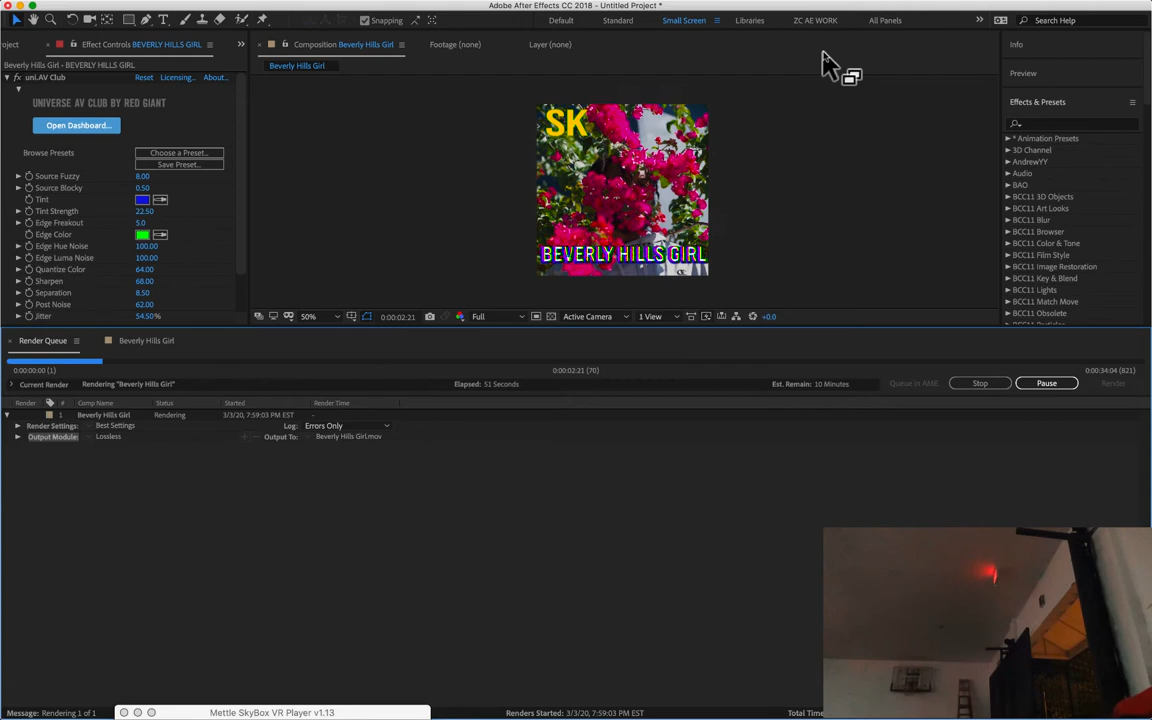 Adobe After Effects CC 2018 - Untitled Project *
Snapping
Default
Standard
Small Screen
Libraries
ZC AE WORK
All Panels
Search Help
oject
Effect Controls BEVERLY HILLS GIRL
Composition Beverly Hills Girl
Footage (none)
Layer (none)
Info
Beverly Hills Girl - BEVERLY HILLS GIRL
Beverly Hills Girl
fx uni.AV Club
Reset
Licensing...
About...
Preview
UNIVERSE AV CLUB BY RED GIANT
Effects & Presets
Open Dashboard...
Browse Presets
Choose a Preset...
Save Preset...
Source Fuzzy 8.00
Source Blocky 0.50
Tint
Tint Strength 22.50
Edge Freakout 5.0
Edge Color
Edge Hue Noise 100.00
Edge Luma Noise 100.00
Quantize Color 64.00
Sharpen 68.00
Separation 8.50
Post Noise 62.00
Jitter 54.50%
SK
BEVERLY HILLS GIRL
50%
0:00:02:21
Full
Active Camera
1 View
+0.0
* Animation Presets
3D Channel
AndrewYY
Audio
BAO
BCC11 3D Objects
BCC11 Art Looks
BCC11 Blur
BCC11 Browser
BCC11 Color & Tone
BCC11 Film Style
BCC11 Image Restoration
BCC11 Key & Blend
BCC11 Lights
BCC11 Match Move
BCC11 Obsolete
BCC11 Particles
Render Queue
Beverly Hills Girl
0:00:00:00 (1)
0:00:02:21 (70)
0:00:34:04 (821)
Current Render
Rendering "Beverly Hills Girl"
Elapsed: 51 Seconds
Est. Remain: 10 Minutes
Queue in AME
Stop
Pause
Render
Render
#
Comp Name
Status
Started
Render Time
1
Beverly Hills Girl
Rendering
3/3/20, 7:59:03 PM EST
-
Render Settings:
Best Settings
Log:
Errors Only
Output Module:
Lossless
+
-
Output To:
Beverly Hills Girl.mov
Message: Rendering 1 of 1
Mettle SkyBox VR Player v1.13
Renders Started: 3/3/20, 7:59:03 PM EST
Total Time